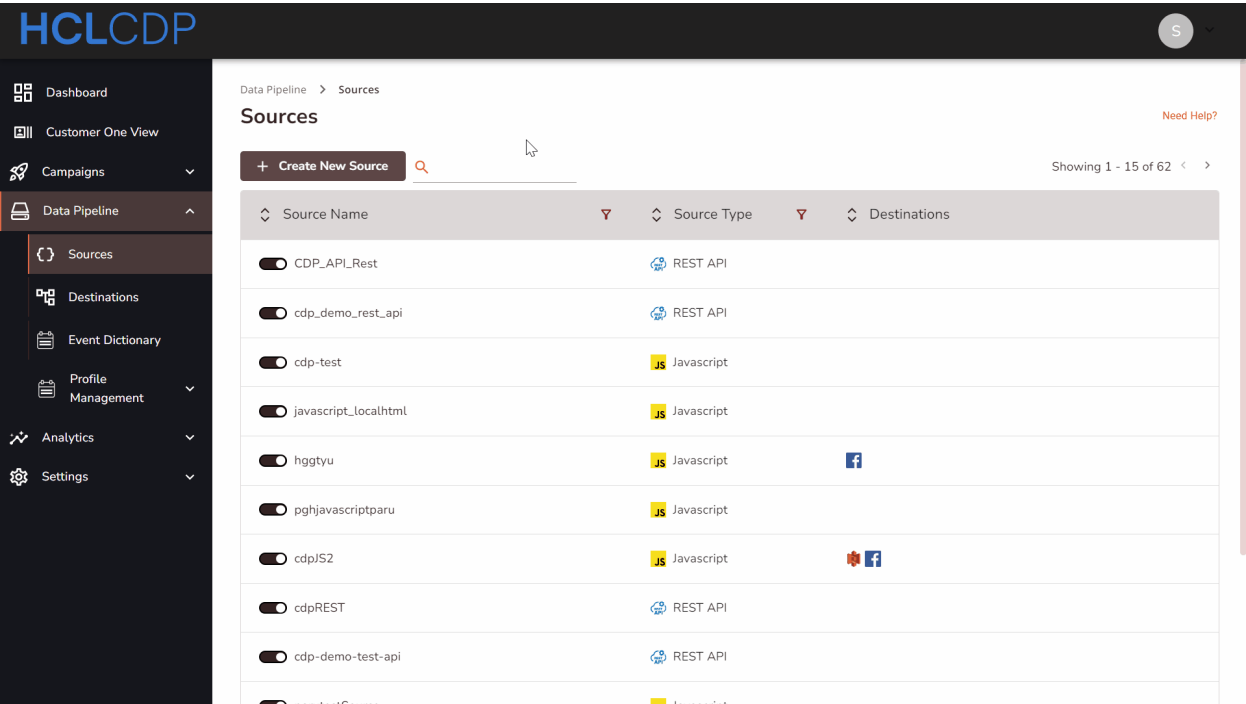 HCLCDP
S
Dashboard
Customer One View
Campaigns
Data Pipeline
Sources
Destinations
Event Dictionary
Profile
Management
Analytics
Settings
Data Pipeline > Sources
Sources
Need Help?
+ Create New Source
Showing 1 - 15 of 62 < >
Source Name Source Type Destinations
CDP_API_Rest REST API
cdp_demo_rest_api REST API
cdp-test JS Javascript
javascript_localhtml JS Javascript
hggtyu JS Javascript
pghjavascriptparu JS Javascript
cdpJS2 JS Javascript
cdpREST REST API
cdp-demo-test-api REST API